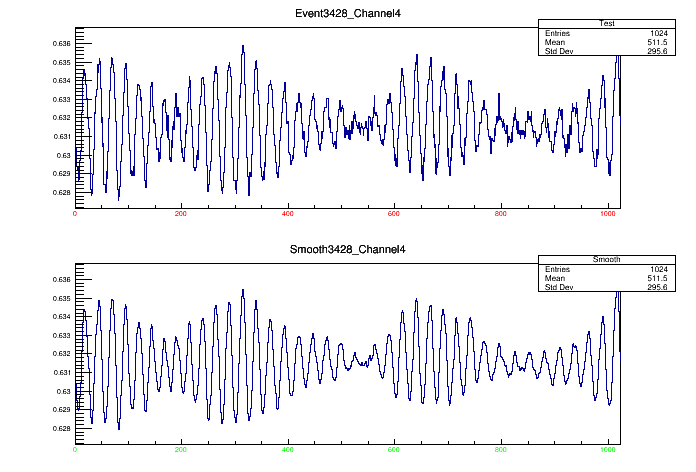 Event3428_Channel4
Test
Entries 1024
Mean 511.5
Std Dev 295.6
0.636
0.635
0.634
0.633
0.632
0.631
0.63
0.629
0.628
0 200 400 600 800 1000
Smooth3428_Channel4
Smooth
Entries 1024
Mean 511.5
Std Dev 295.6
0.636
0.635
0.634
0.633
0.632
0.631
0.63
0.629
0.628
0 200 400 600 800 1000